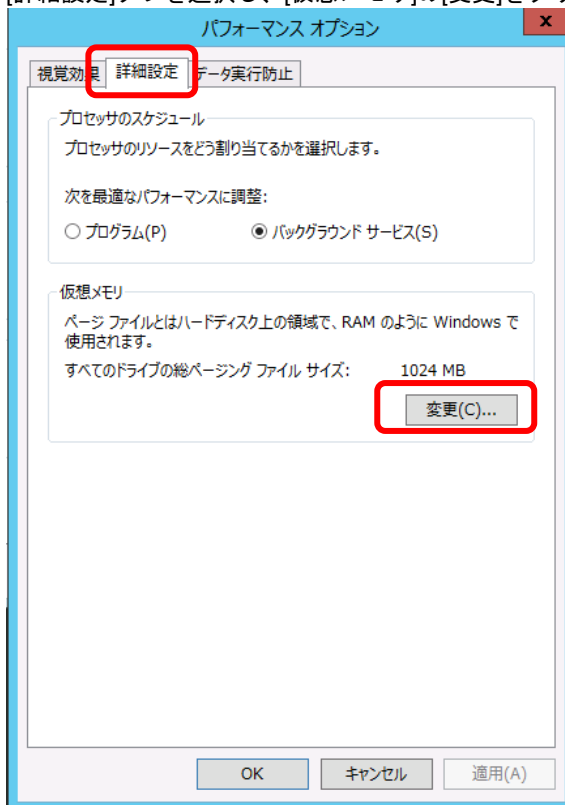 パフォーマンス オプション
x
視覚効果 詳細設定 データ実行防止
プロセッサのスケジュール
プロセッサのリソースをどう割り当てるかを選択します。
次を最適なパフォーマンスに調整:
プログラム(P) バックグラウンド サービス(S)
仮想メモリ
ページ ファイルとはハードディスク上の領域で、RAM のように Windows で
使用されます。
すべてのドライブの総ページング ファイル サイズ: 1024 MB
変更(C)...
OK キャンセル 適用(A)